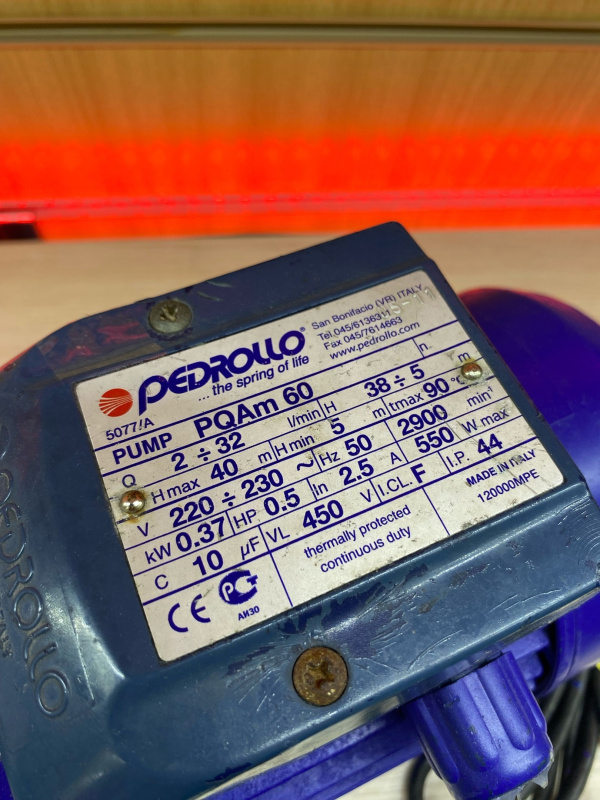 PEDROLLO®
... the spring of life
San Bonifacio (VR) ITALY
Tel.045/6136311
Fax 045/7614663
www.pedrollo.com
PUMP PQAm 60 n.
Q 2 ÷ 32 l/min H 38 ÷ 5 m
H max 40 m H min 5 m tmax 90 °C
V 220 ÷ 230 ~ Hz 50 2900 min-1
kW 0.37 HP 0.5 In 2.5 A 550 W max
C 10 µF VL 450 V I.CL. F I.P. 44
CE PC
АЯ30
thermally protected
continuous duty
MADE IN ITALY
120000MPE
PEDROLLO